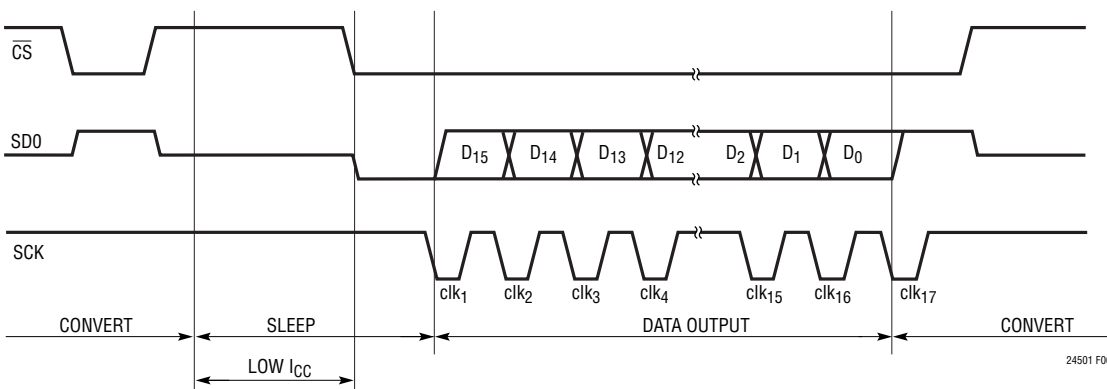 CS
SD0
D15 D14 D13 D12 D2 D1 D0
SCK
clk1 clk2 clk3 clk4 clk15 clk16 clk17
CONVERT SLEEP DATA OUTPUT CONVERT
LOW ICC